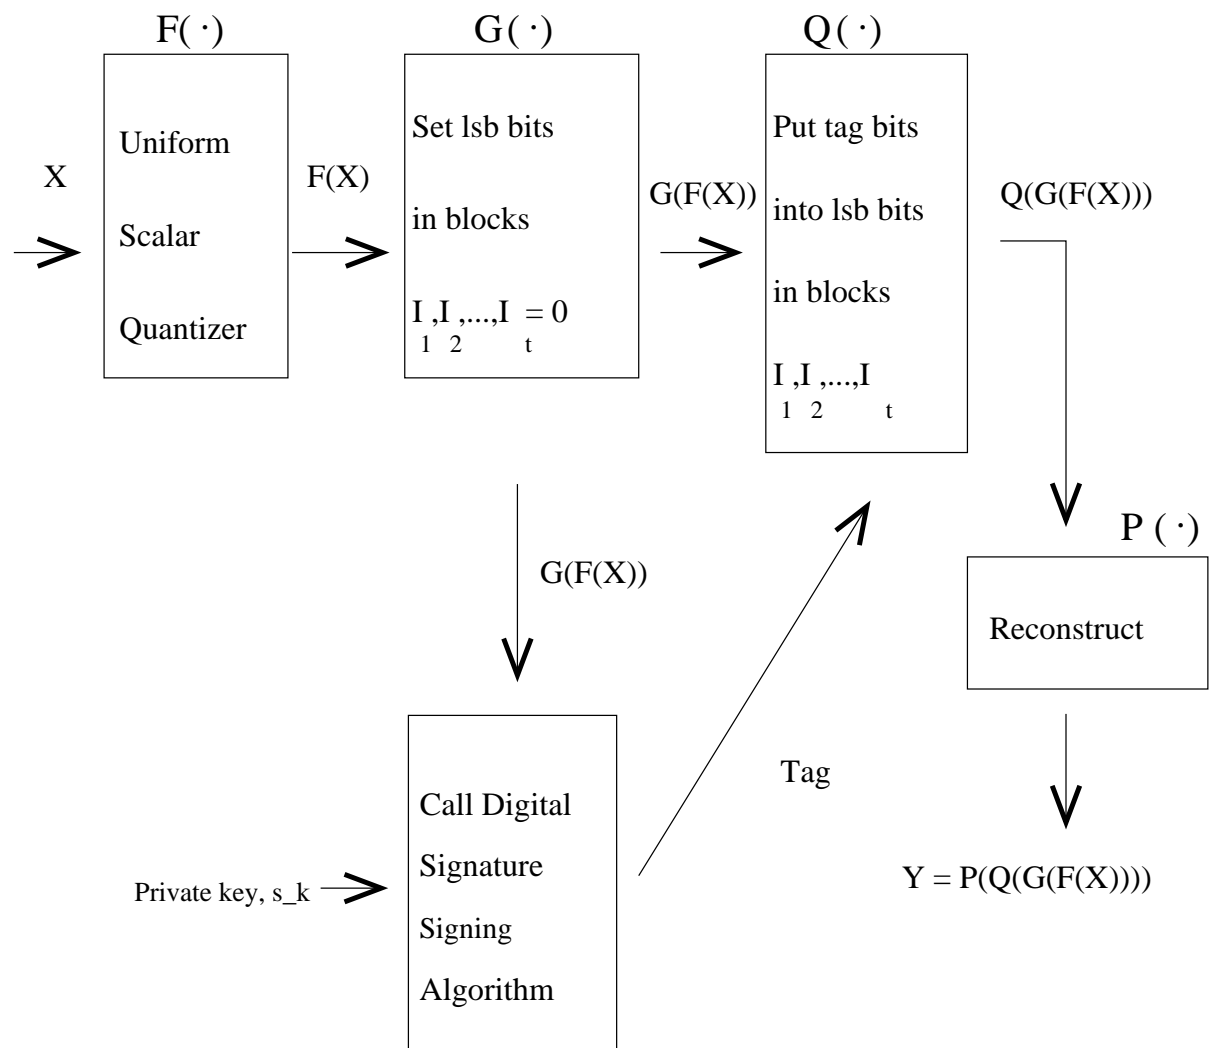 F( · )
G( · )
Q( · )
X
Uniform
Scalar
Quantizer
F(X)
Set lsb bits
in blocks
I ,I ,...,I = 0
1 2 t
G(F(X))
Put tag bits
into lsb bits
in blocks
I ,I ,...,I
1 2 t
Q(G(F(X)))
G(F(X))
P ( · )
Reconstruct
Tag
Private key, s_k
Call Digital
Signature
Signing
Algorithm
Y = P(Q(G(F(X))))